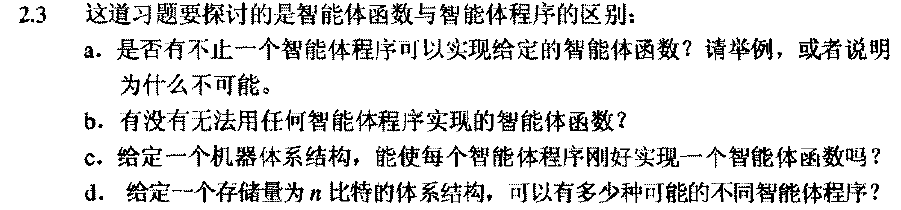 2.3 这道习题要探讨的是智能体函数与智能体程序的区别：
a. 是否有不止一个智能体程序可以实现给定的智能体函数？请举例，或者说明
为什么不可能。
b. 有没有无法用任何智能体程序实现的智能体函数？
c. 给定一个机器体系结构，能使每个智能体程序刚好实现一个智能体函数吗？
d. 给定一个存储量为 n 比特的体系结构，可以有多少种可能的不同智能体程序？